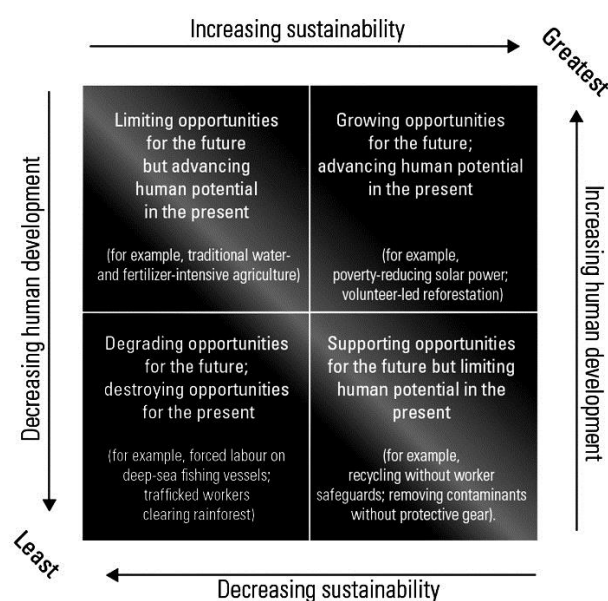 Increasing sustainability
Greatest
Decreasing human development
Limiting opportunities
for the future
but advancing
human potential
in the present
(for example, traditional water-
and fertilizer-intensive agriculture)
Growing opportunities
for the future;
advancing human potential
in the present
(for example,
poverty-reducing solar power;
volunteer-led reforestation)
Increasing human development
Degrading opportunities
for the future;
destroying opportunities
for the present
(for example, forced labour on
deep-sea fishing vessels;
trafficked workers
clearing rainforest)
Supporting opportunities
for the future but limiting
human potential in the
present
(for example,
recycling without worker
safeguards; removing contaminants
without protective gear).
Least
Decreasing sustainability